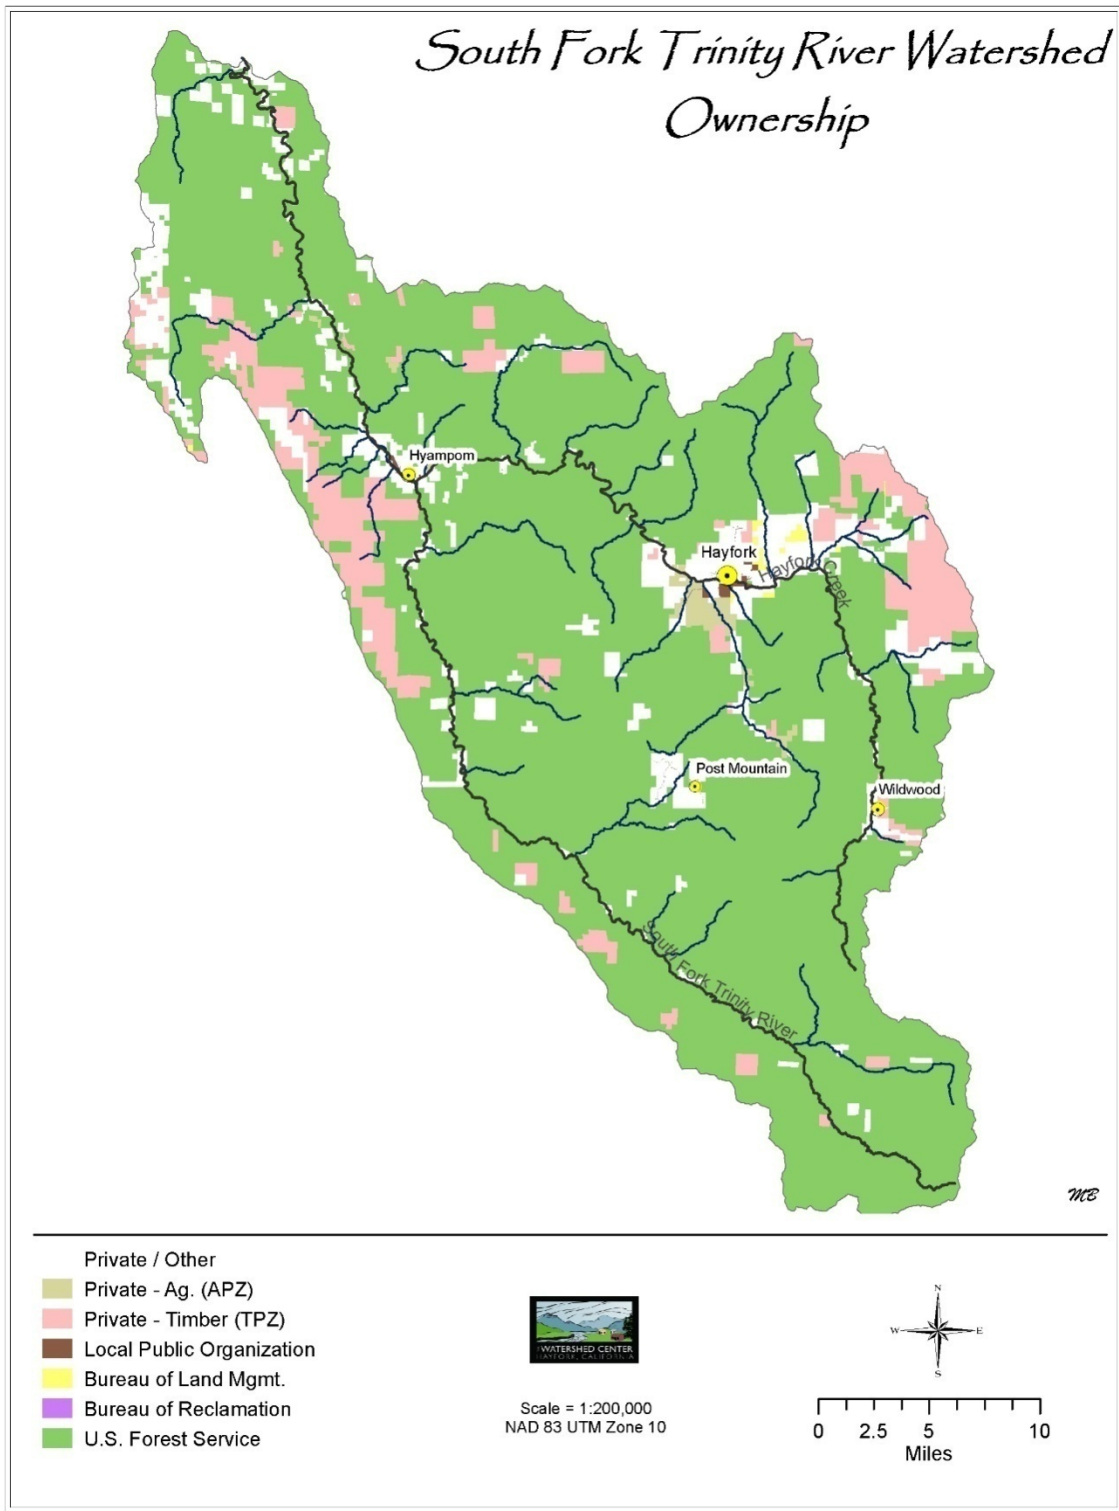 South Fork Trinity River Watershed
Ownership
Hyampom
Hayfork
Hayfork Creek
Post Mountain
Wildwood
South Fork Trinity River
MB
Private / Other
Private - Ag. (APZ)
Private - Timber (TPZ)
Local Public Organization
Bureau of Land Mgmt.
Bureau of Reclamation
U.S. Forest Service
WATERSHED CENTER
HAYFORK, CALIFORNIA
Scale = 1:200,000
NAD 83 UTM Zone 10
N
W E
S
0 2.5 5 10
Miles